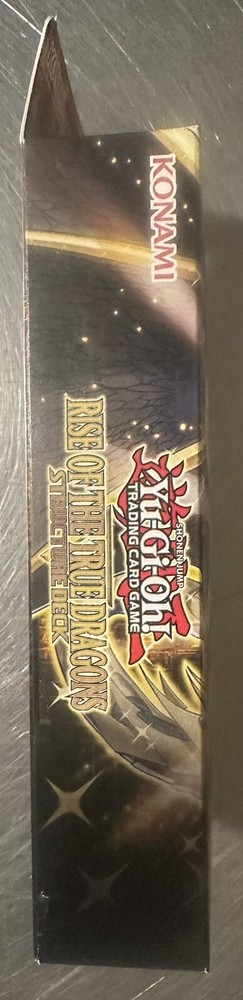 KONAMI
SHONEN JUMP
Yu-Gi-Oh!
TRADING CARD GAME
RISE OF THE TRUE DRAGONS
STRUCTURE DECK